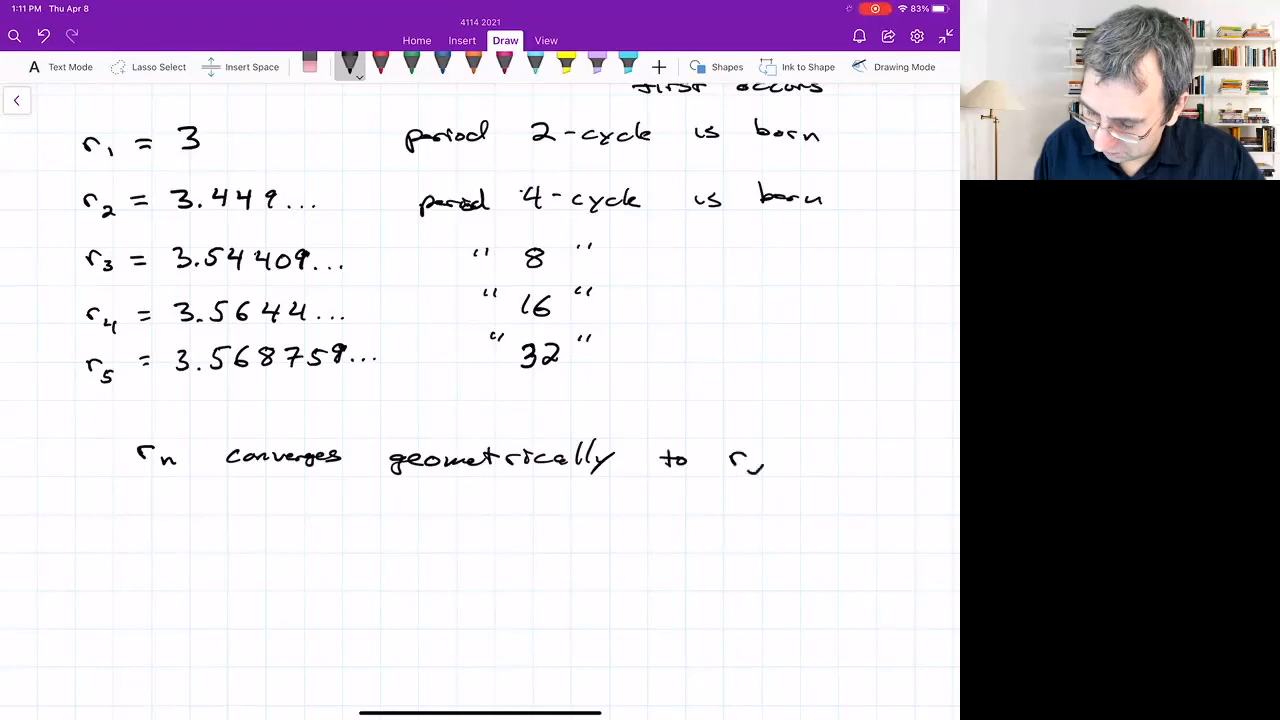 1:11 PM Thu Apr 8
83%
4114 2021
Home Insert Draw View
Text Mode Lasso Select Insert Space Shapes Ink to Shape Drawing Mode
first occurs
r₁ = 3 period 2-cycle is born
r₂ = 3.449... period 4-cycle is born
r₃ = 3.54409... " 8 "
r₄ = 3.5644... " 16 "
r₅ = 3.568759... " 32 "
rₙ converges geometrically to r